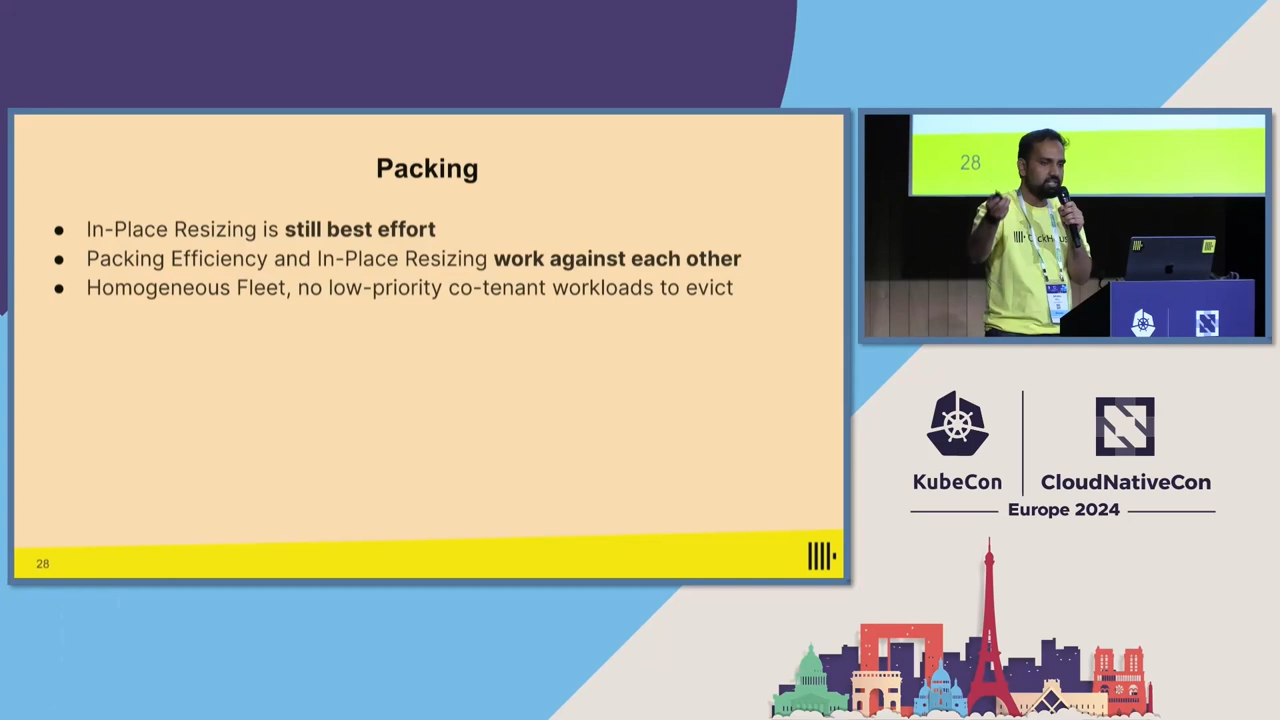 Packing
● In-Place Resizing is still best effort
● Packing Efficiency and In-Place Resizing work against each other
● Homogeneous Fleet, no low-priority co-tenant workloads to evict
28
28
KubeCon
CloudNativeCon
Europe 2024